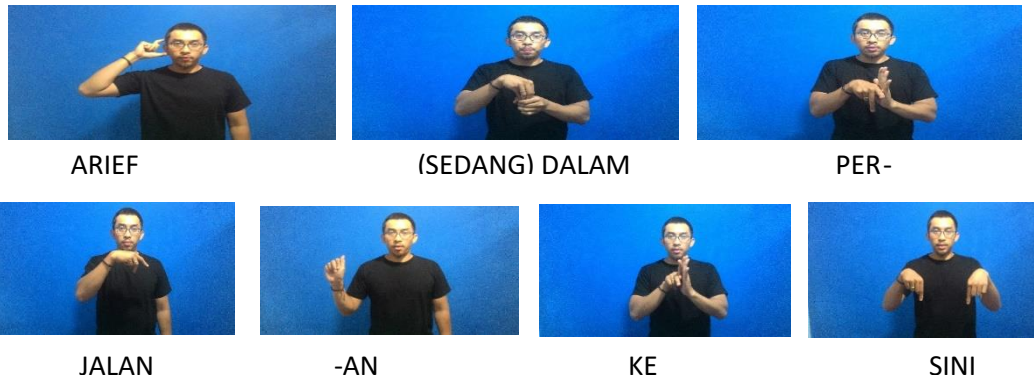 ARIEF (SEDANG) DALAM PER-
JALAN -AN KE SINI